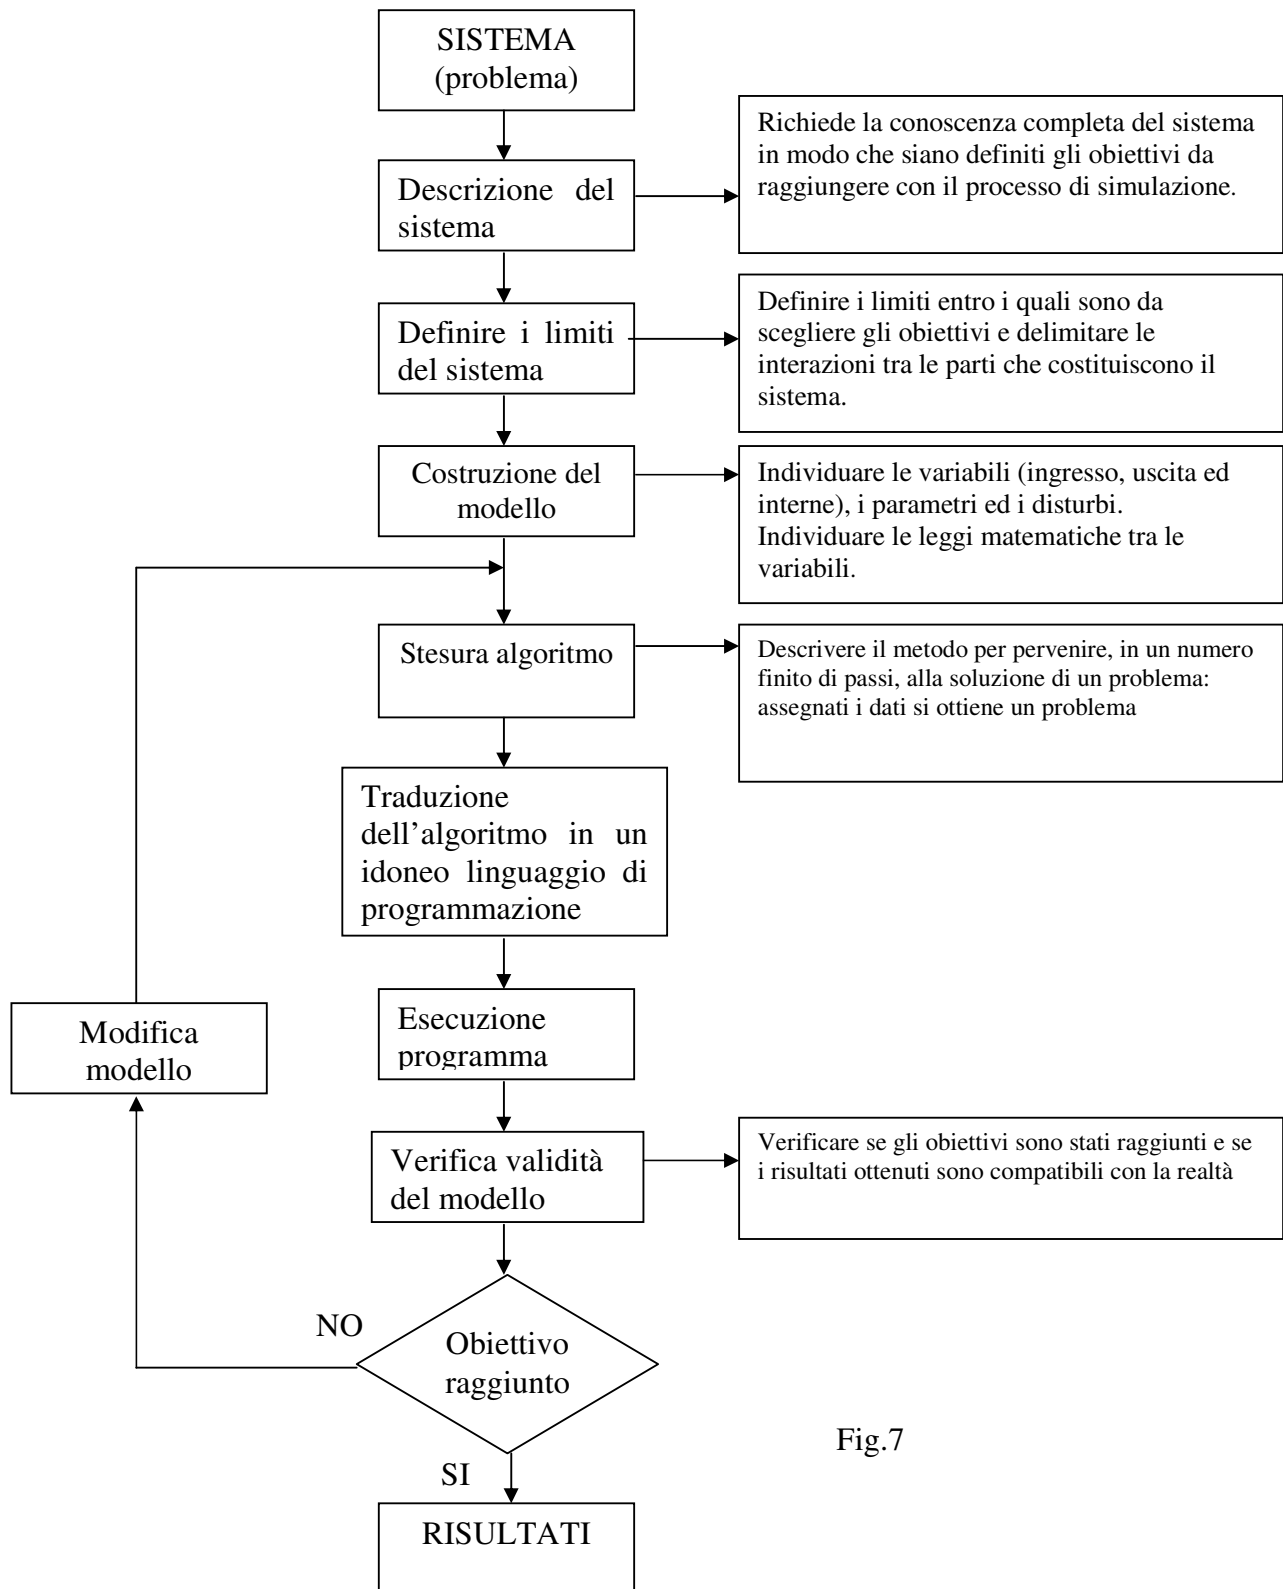 SISTEMA
(problema)
Richiede la conoscenza completa del sistema
in modo che siano definiti gli obiettivi da
raggiungere con il processo di simulazione.
Descrizione del
sistema
Definire i limiti entro i quali sono da
scegliere gli obiettivi e delimitare le
interazioni tra le parti che costituiscono il
sistema.
Definire i limiti
del sistema
Costruzione del
modello
Individuare le variabili (ingresso, uscita ed
interne), i parametri ed i disturbi.
Individuare le leggi matematiche tra le
variabili.
Stesura algoritmo
Descrivere il metodo per pervenire, in un numero
finito di passi, alla soluzione di un problema:
assegnati i dati si ottiene un problema
Traduzione
dell’algoritmo in un
idoneo linguaggio di
programmazione
Esecuzione
programma
Modifica
modello
Verifica validità
del modello
Verificare se gli obiettivi sono stati raggiunti e se
i risultati ottenuti sono compatibili con la realtà
NO
Obiettivo
raggiunto
Fig.7
SI
RISULTATI